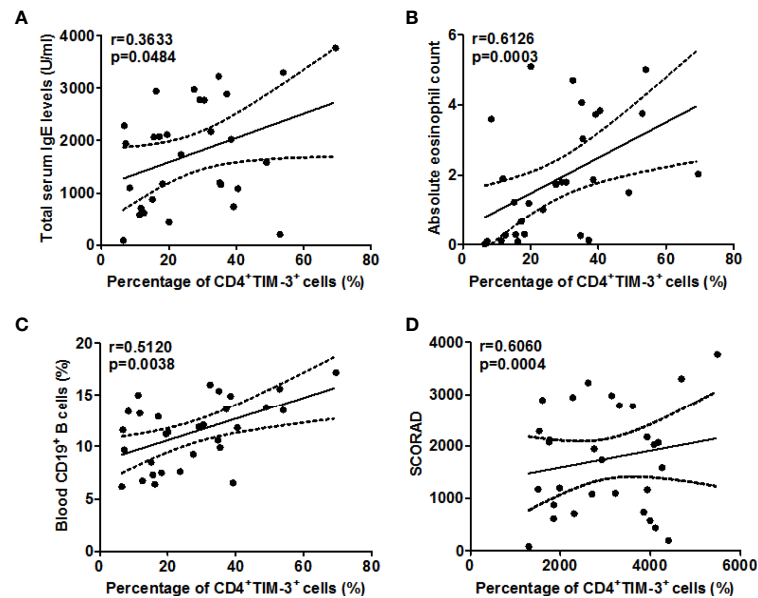 A
r=0.3633
p=0.0484
Total serum IgE levels (U/ml)
4000
3000
2000
1000
0
0 20 40 60 80
Percentage of CD4⁺TIM-3⁺ cells (%)
B
r=0.6126
p=0.0003
Absolute eosinophil count
6
4
2
0
0 20 40 60 80
Percentage of CD4⁺TIM-3⁺ cells (%)
C
r=0.5120
p=0.0038
Blood CD19⁺ B cells (%)
20
15
10
5
0
0 20 40 60 80
Percentage of CD4⁺TIM-3⁺ cells (%)
D
r=0.6060
p=0.0004
SCORAD
4000
3000
2000
1000
0
0 2000 4000 6000
Percentage of CD4⁺TIM-3⁺ cells (%)